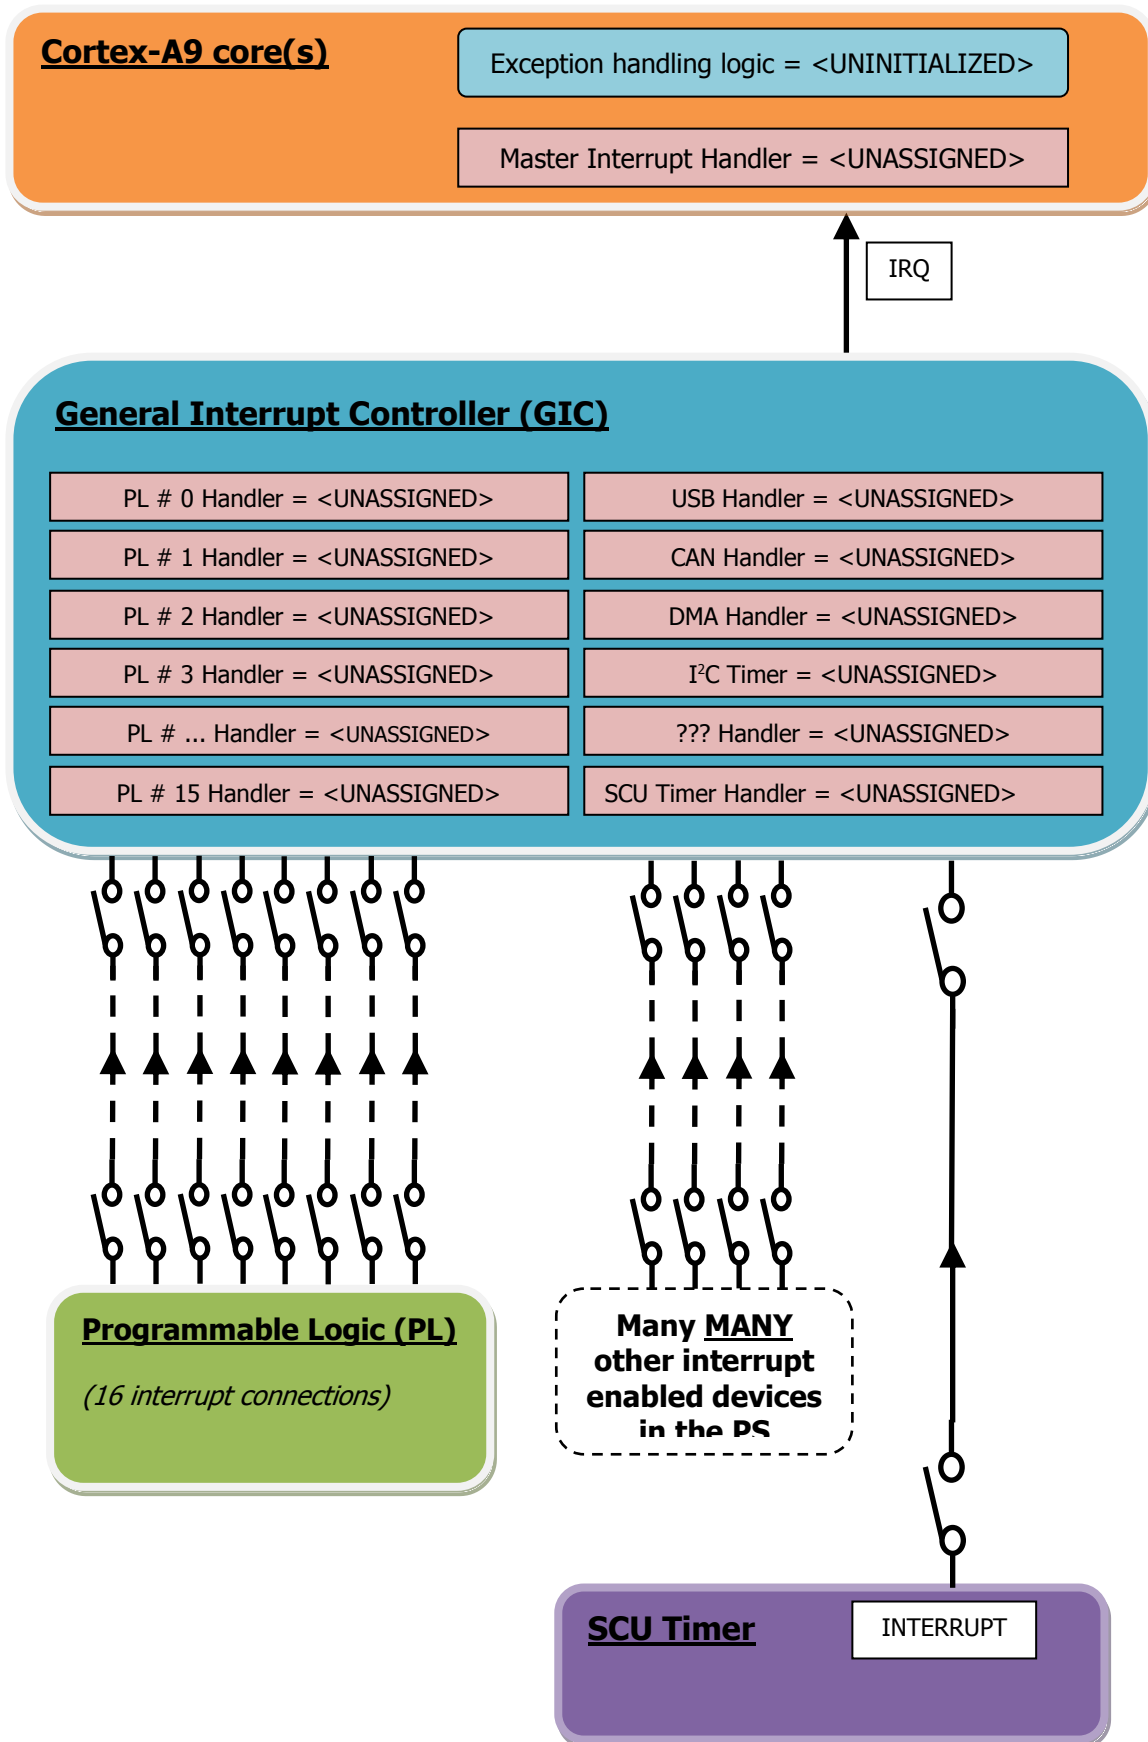 Cortex-A9 core(s)
Exception handling logic = <UNINITIALIZED>
Master Interrupt Handler = <UNASSIGNED>
IRQ
General Interrupt Controller (GIC)
PL # 0 Handler = <UNASSIGNED>
USB Handler = <UNASSIGNED>
PL # 1 Handler = <UNASSIGNED>
CAN Handler = <UNASSIGNED>
PL # 2 Handler = <UNASSIGNED>
DMA Handler = <UNASSIGNED>
PL # 3 Handler = <UNASSIGNED>
I²C Timer = <UNASSIGNED>
PL # ... Handler = <UNASSIGNED>
??? Handler = <UNASSIGNED>
PL # 15 Handler = <UNASSIGNED>
SCU Timer Handler = <UNASSIGNED>
Programmable Logic (PL)
(16 interrupt connections)
Many MANY
other interrupt
enabled devices
in the PS
SCU Timer
INTERRUPT